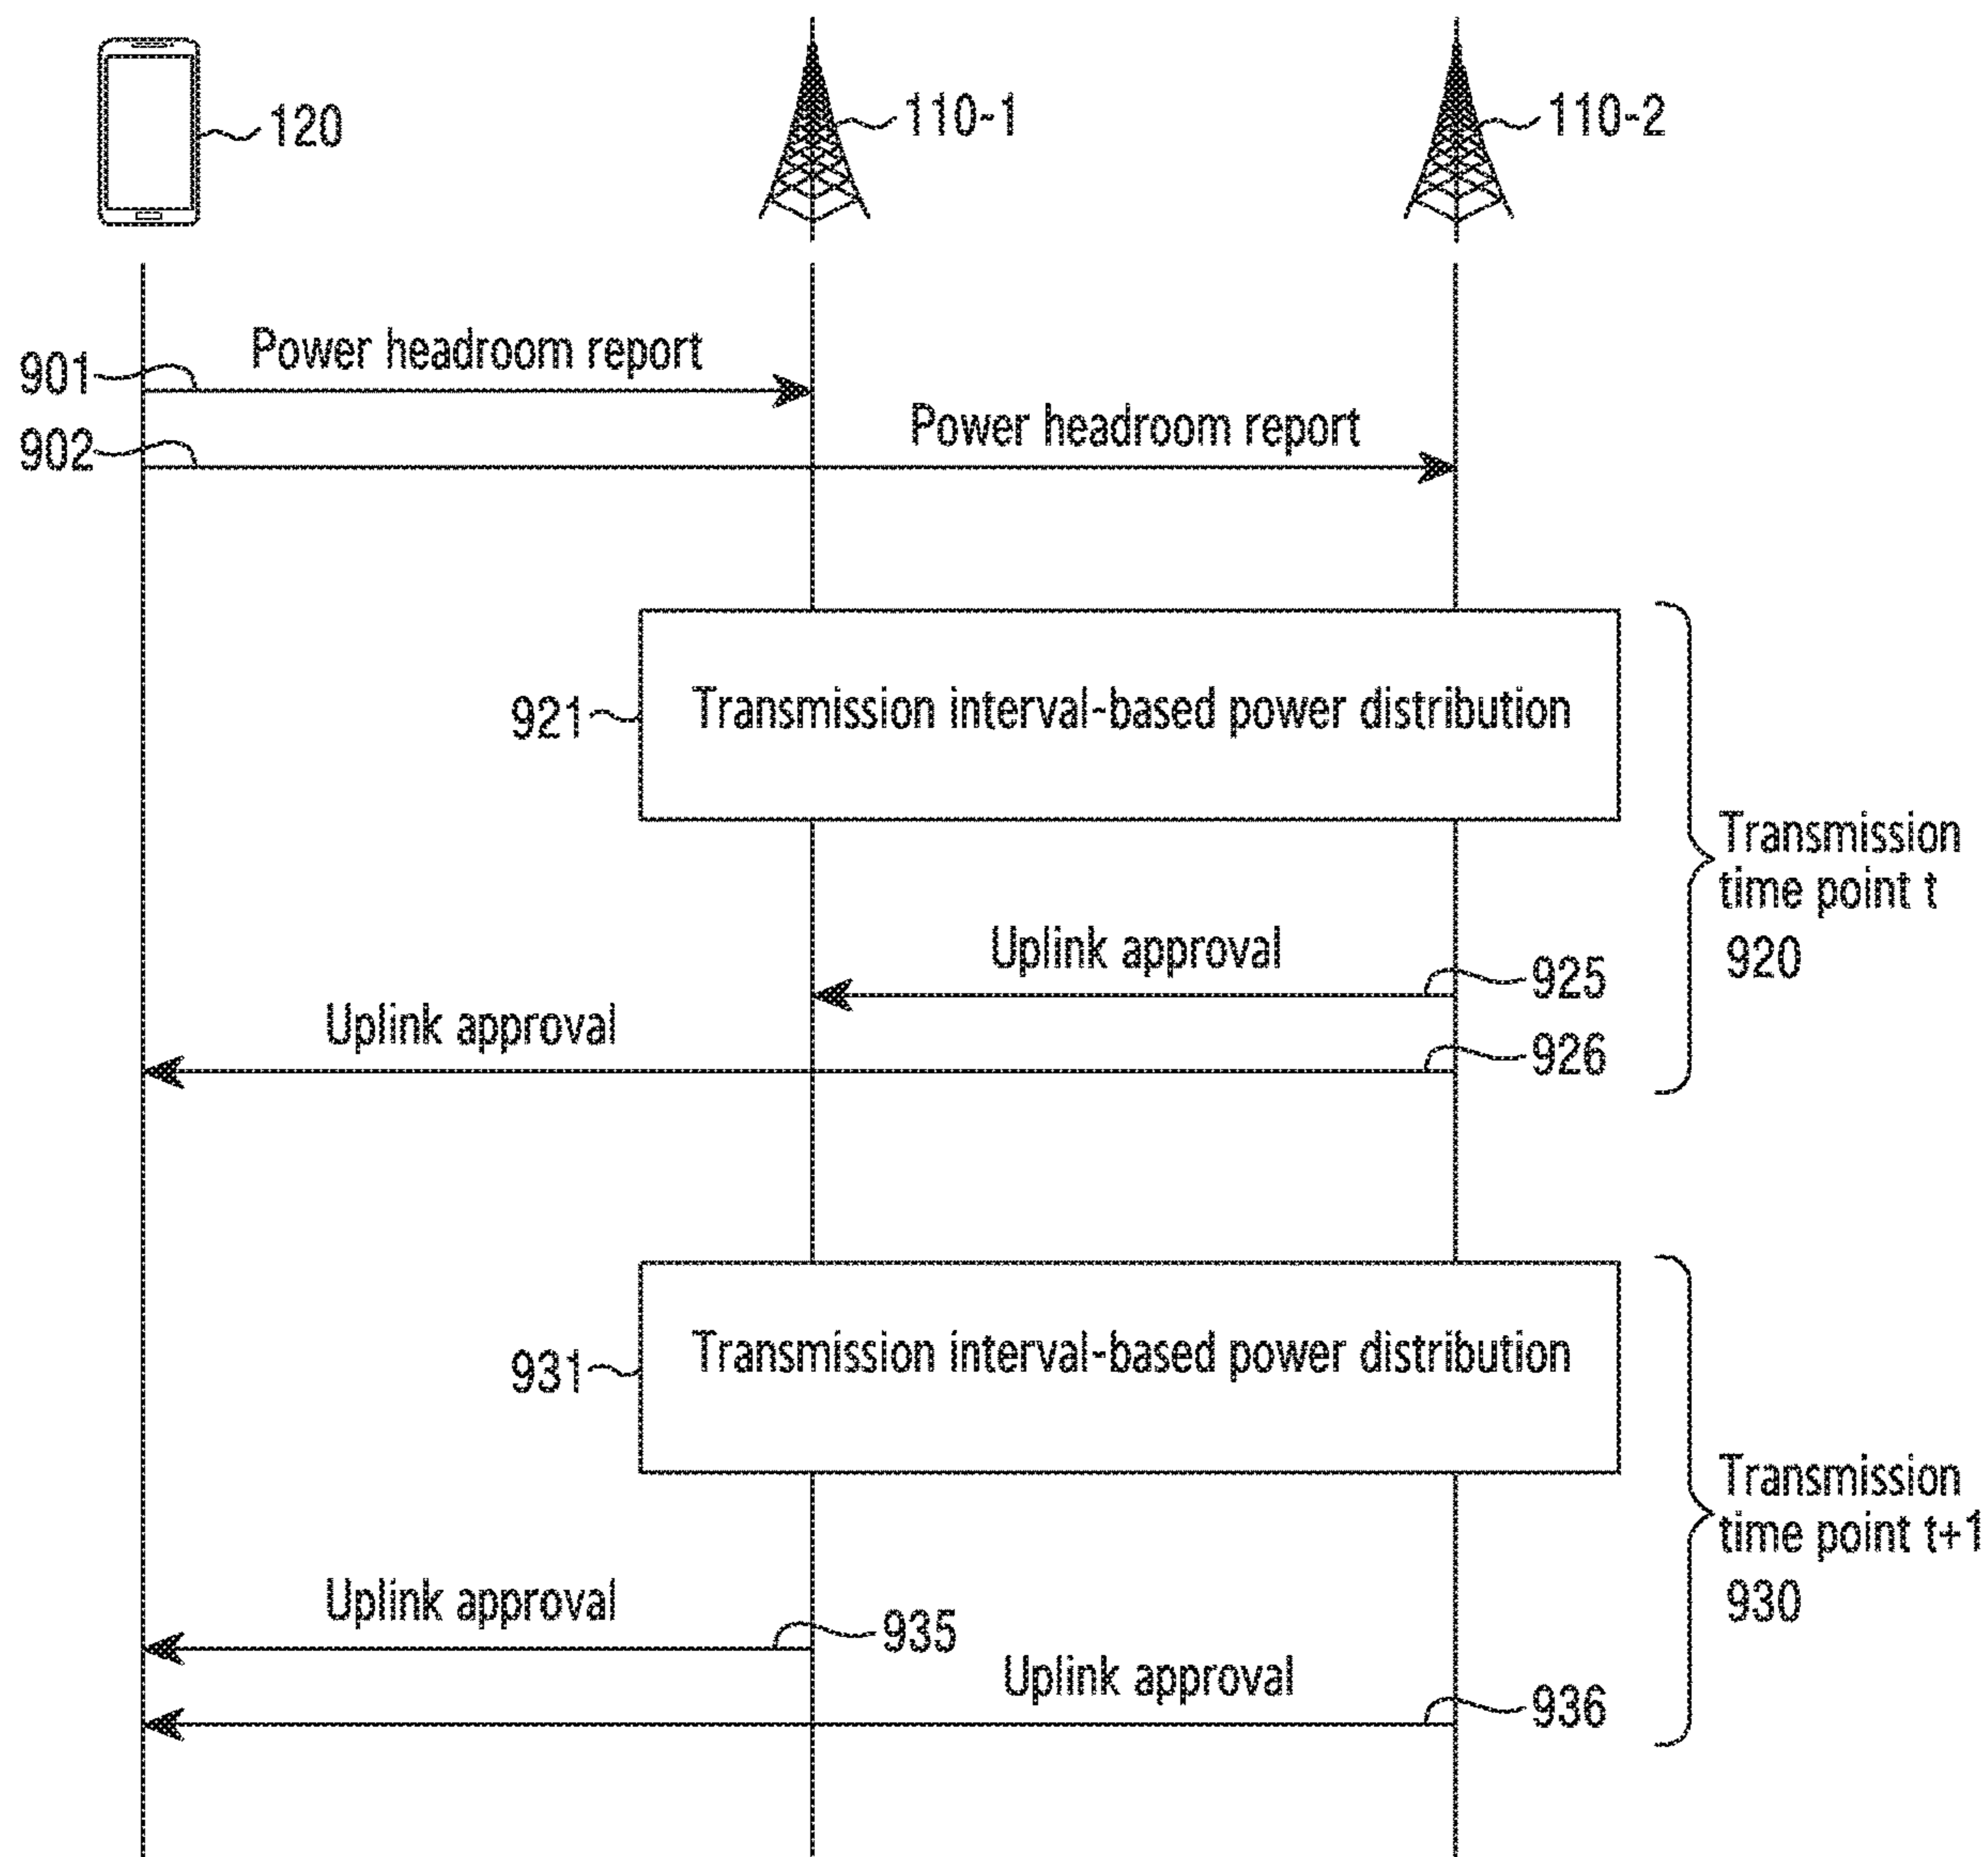 120
110-1
110-2
901
Power headroom report
902
Power headroom report
921
Transmission interval-based power distribution
Transmission
time point t
920
Uplink approval
925
Uplink approval
926
931
Transmission interval-based power distribution
Transmission
time point t+1
930
Uplink approval
935
Uplink approval
936